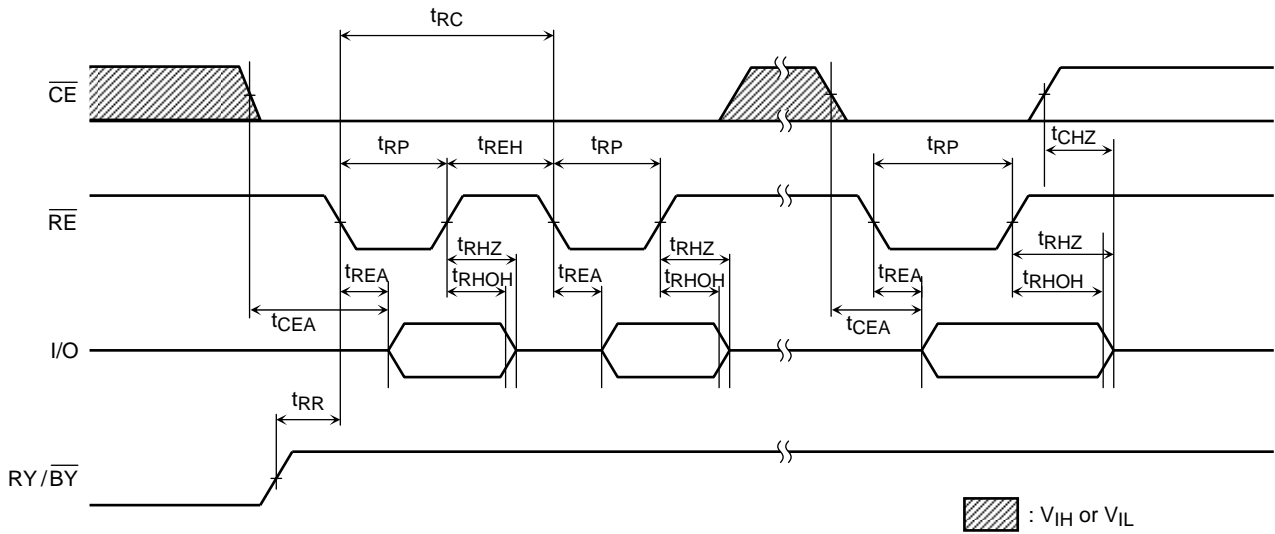 tRC
CE
tRP
tREH
tRP
tRP
tCHZ
RE
tRHZ
tRHZ
tRHZ
tREA
tRHOH
tREA
tRHOH
tREA
tRHOH
tCEA
tCEA
I/O
tRR
RY/BY
: VIH or VIL